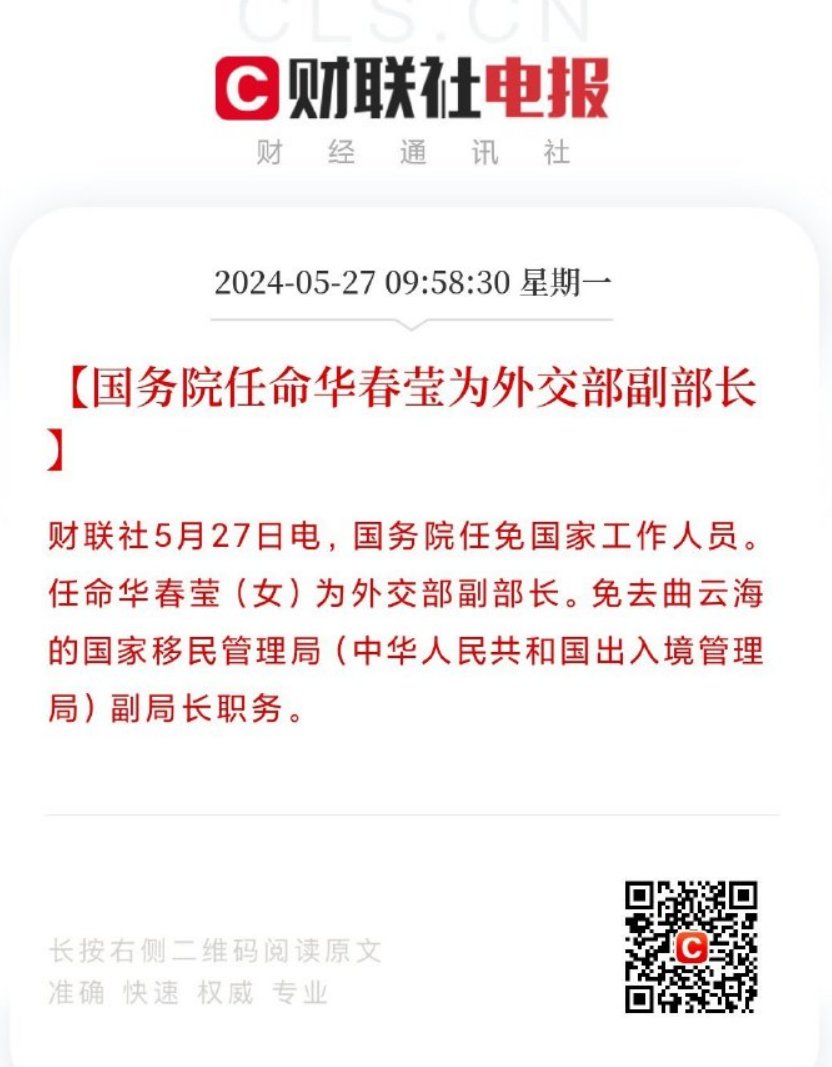 CLS.CN
财联社电报
财经通讯社
2024-05-27 09:58:30 星期一
【国务院任命华春莹为外交部副部长
】
财联社5月27日电，国务院任免国家工作人员。
任命华春莹（女）为外交部副部长。免去曲云海
的国家移民管理局（中华人民共和国出入境管理
局）副局长职务。
长按右侧二维码阅读原文
准确 快速 权威 专业